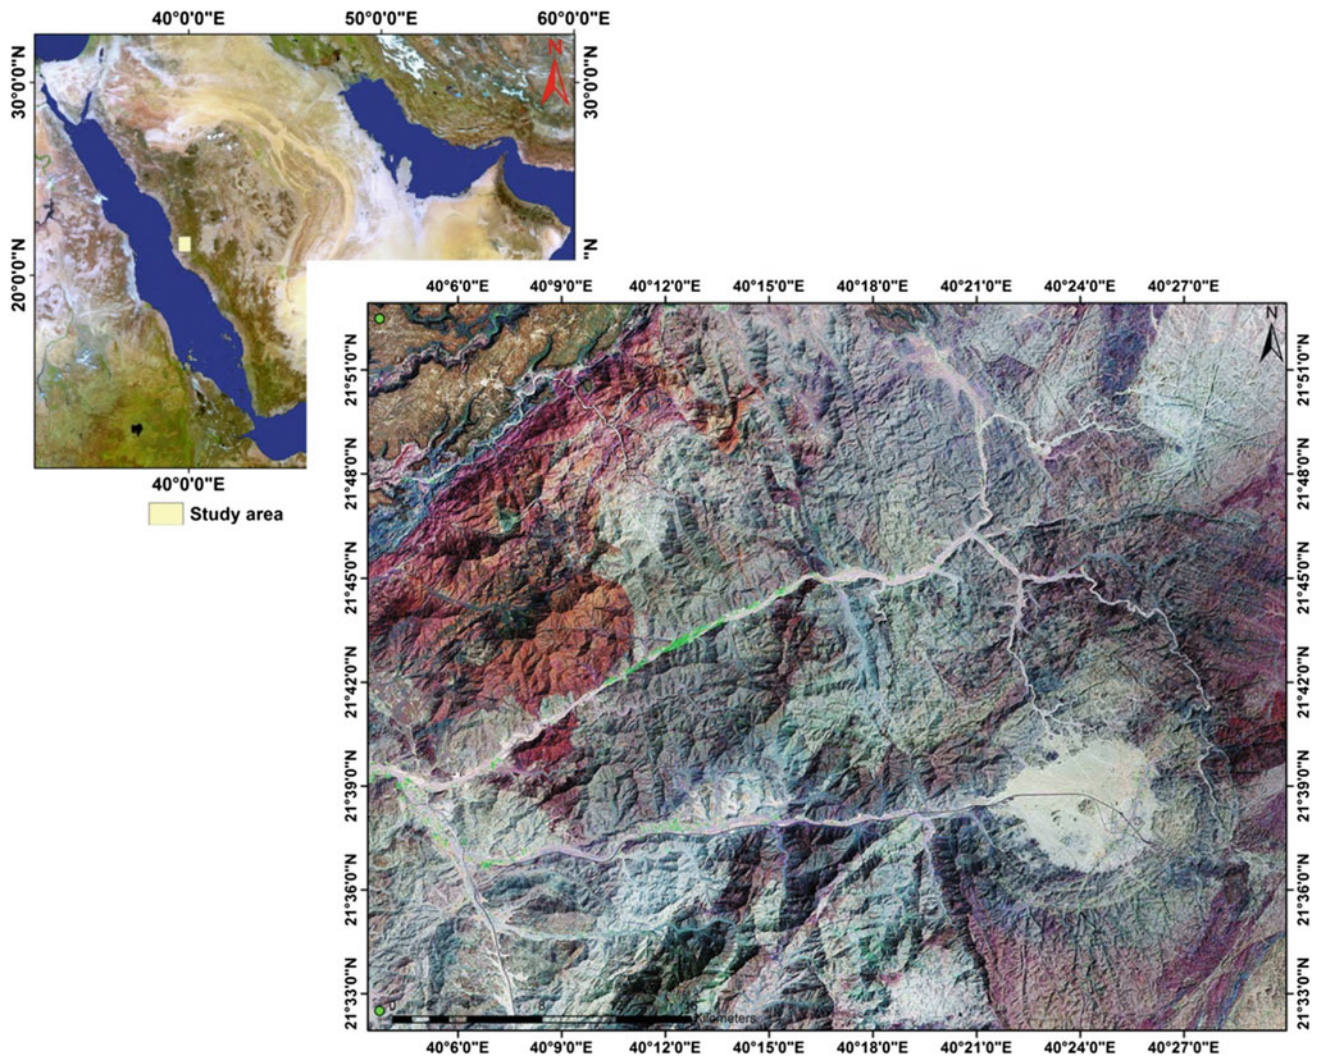 40°0'0"E 50°0'0"E 60°0'0"E
N
30°0'0"N 30°0'0"N
20°0'0"N "N
40°0'0"E
Study area
40°6'0"E 40°9'0"E 40°12'0"E 40°15'0"E 40°18'0"E 40°21'0"E 40°24'0"E 40°27'0"E
N
21°51'0"N 21°51'0"N
21°48'0"N 21°48'0"N
21°45'0"N 21°45'0"N
21°42'0"N 21°42'0"N
21°39'0"N 21°39'0"N
21°36'0"N 21°36'0"N
21°33'0"N 21°33'0"N
0 8 16
Kilometers
40°6'0"E 40°9'0"E 40°12'0"E 40°15'0"E 40°18'0"E 40°21'0"E 40°24'0"E 40°27'0"E